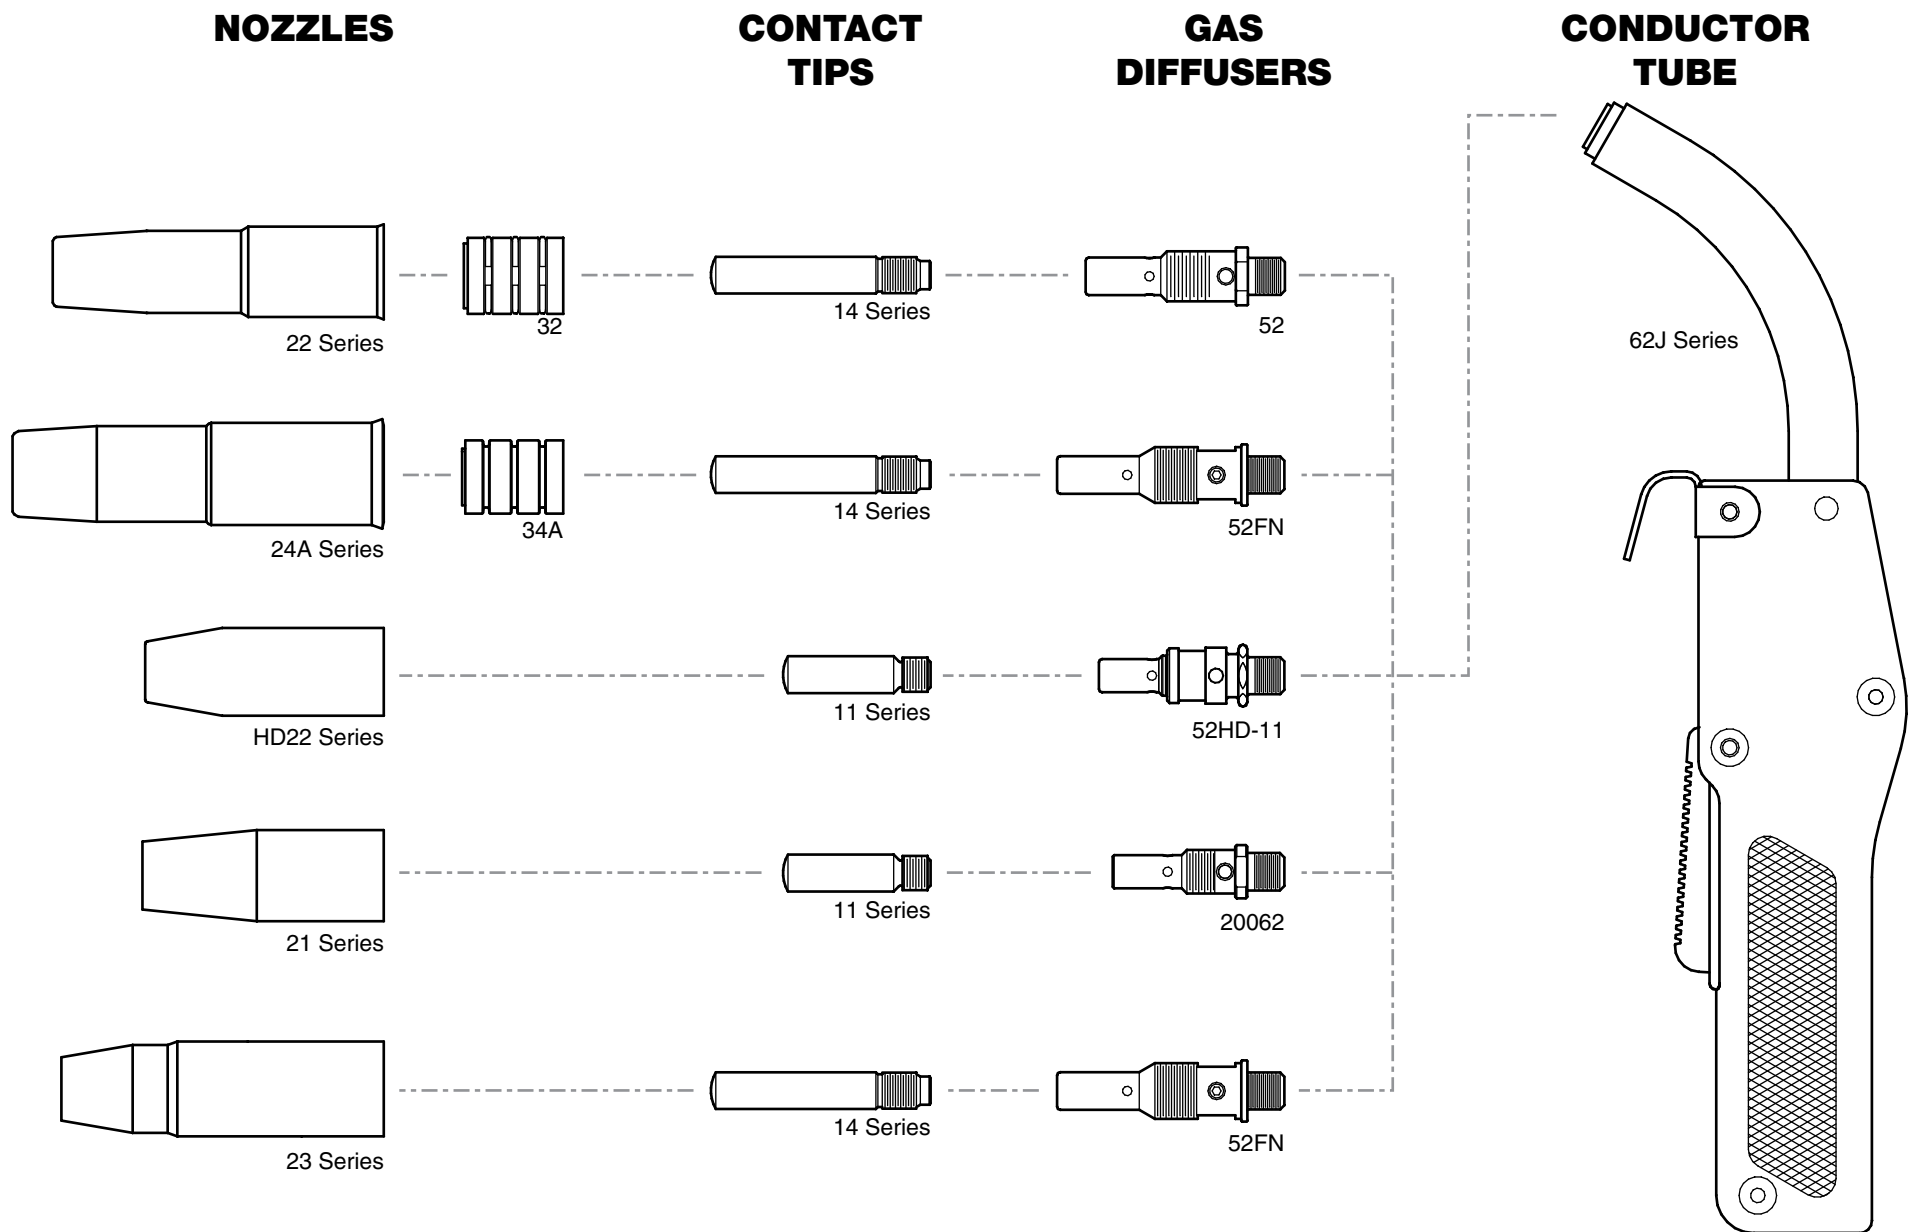 NOZZLES
CONTACT
TIPS
GAS
DIFFUSERS
CONDUCTOR
TUBE
22 Series
32
14 Series
52
62J Series
24A Series
34A
14 Series
52FN
HD22 Series
11 Series
52HD-11
21 Series
11 Series
20062
23 Series
14 Series
52FN